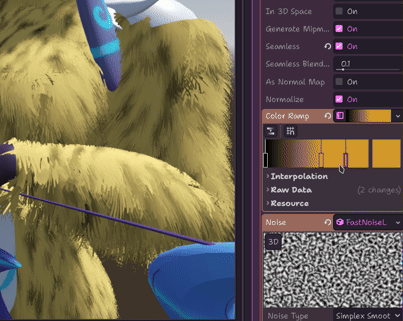 In 3D Space On
Generate Mipm... On
Seamless On
Seamless Blend... 0.1
As Normal Map On
Normalize On
Color Ramp
Interpolation
Raw Data (2 changes)
Resource
Noise FastNoiseL
3D
Noise Type Simplex Smoot